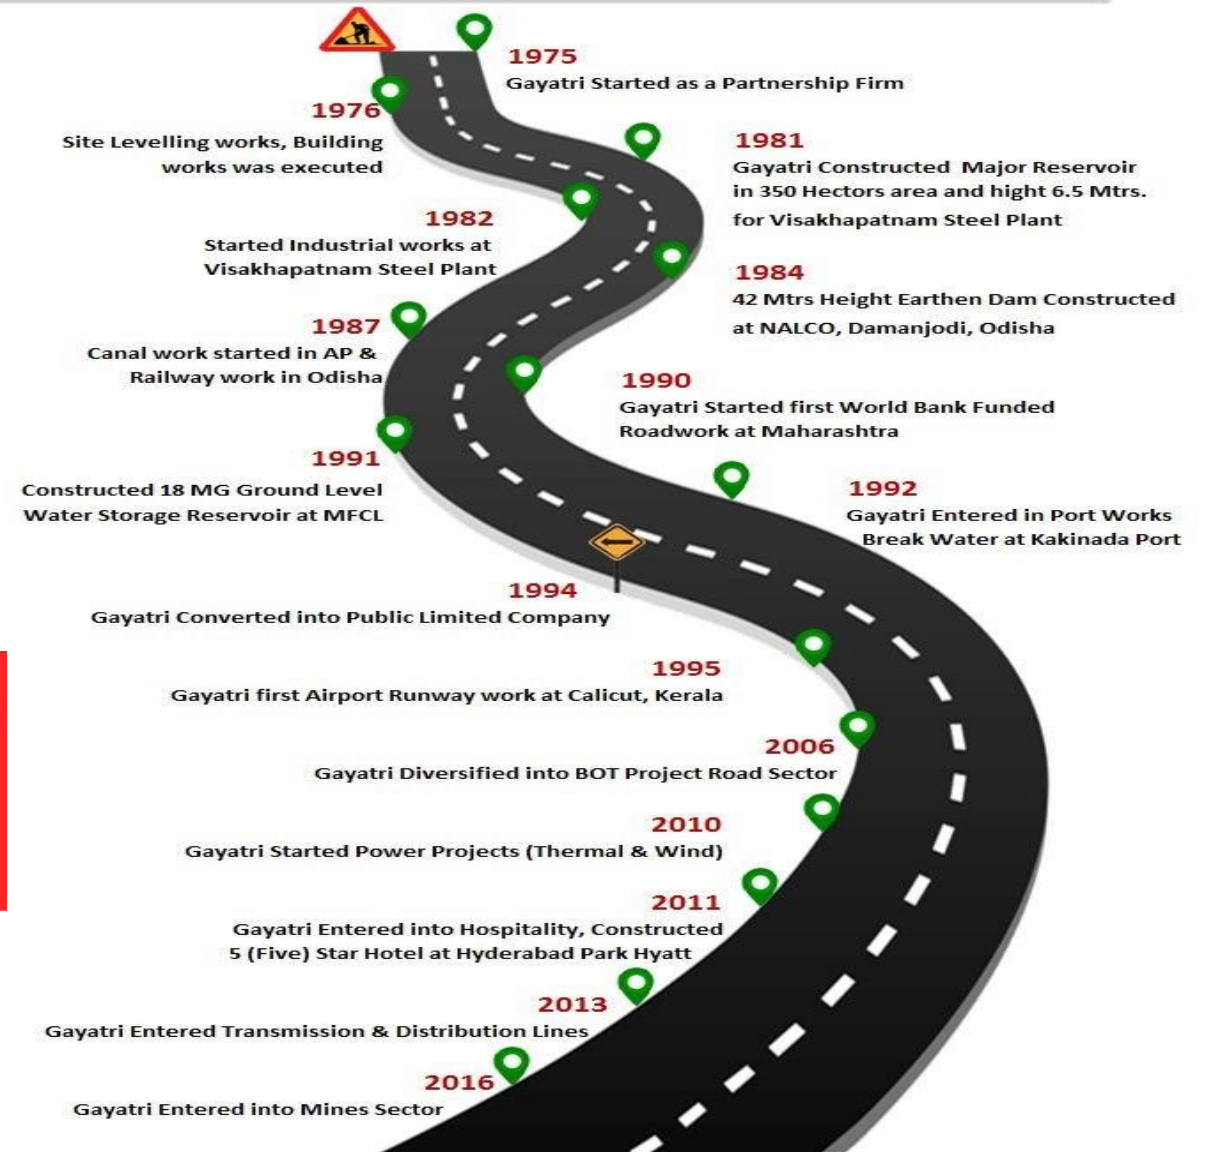 1975
Gayatri Started as a Partnership Firm
1976
Site Levelling works, Building
works was executed
1981
Gayatri Constructed Major Reservoir
in 350 Hectors area and hight 6.5 Mtrs.
for Visakhapatnam Steel Plant
1982
Started Industrial works at
Visakhapatnam Steel Plant
1984
42 Mtrs Height Earthen Dam Constructed
at NALCO, Damanjodi, Odisha
1987
Canal work started in AP &
Railway work in Odisha
1990
Gayatri Started first World Bank Funded
Roadwork at Maharashtra
1991
Constructed 18 MG Ground Level
Water Storage Reservoir at MFCL
1992
Gayatri Entered in Port Works
Break Water at Kakinada Port
1994
Gayatri Converted into Public Limited Company
1995
Gayatri first Airport Runway work at Calicut, Kerala
2006
Gayatri Diversified into BOT Project Road Sector
2010
Gayatri Started Power Projects (Thermal & Wind)
2011
Gayatri Entered into Hospitality, Constructed
5 (Five) Star Hotel at Hyderabad Park Hyatt
2013
Gayatri Entered Transmission & Distribution Lines
2016
Gayatri Entered into Mines Sector